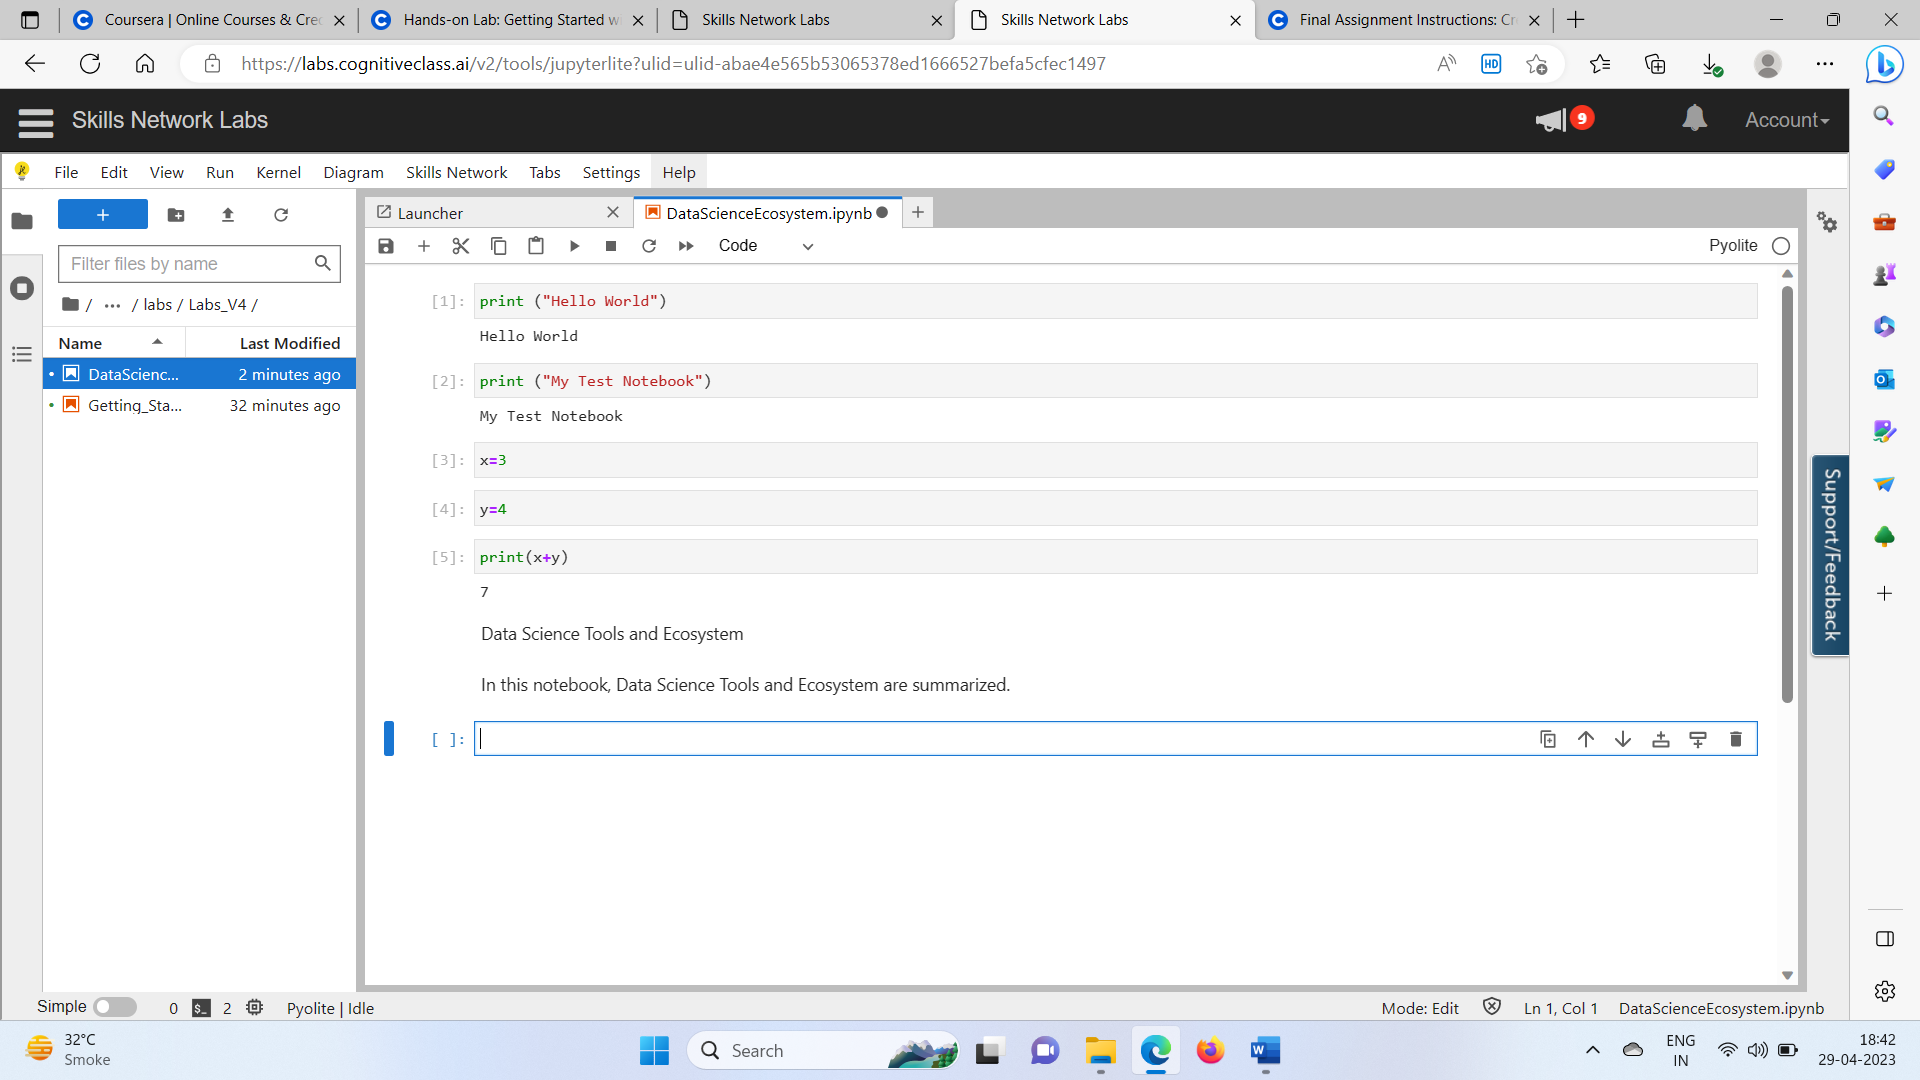 Coursera | Online Courses & Cre
Hands-on Lab: Getting Started w
Skills Network Labs
Skills Network Labs
Final Assignment Instructions: Cr
https://labs.cognitiveclass.ai/v2/tools/jupyterlite?ulid=ulid-abae4e565b53065378ed1666527befa5cfec1497
HD
Skills Network Labs
9
Account
File Edit View Run Kernel Diagram Skills Network Tabs Settings Help
Launcher
DataScienceEcosystem.ipynb
Code
Pyolite
Filter files by name
/ ... / labs / Labs_V4 /
Name Last Modified
DataScienc... 2 minutes ago
Getting_Sta... 32 minutes ago
[1]: print ("Hello World")
Hello World
[2]: print ("My Test Notebook")
My Test Notebook
[3]: x=3
[4]: y=4
[5]: print(x+y)
7
Data Science Tools and Ecosystem
In this notebook, Data Science Tools and Ecosystem are summarized.
[ ]:
Support/Feedback
Simple 0 $_ 2 Pyolite | Idle
Mode: Edit Ln 1, Col 1 DataScienceEcosystem.ipynb
32°C
Smoke
Search
ENG
IN
18:42
29-04-2023